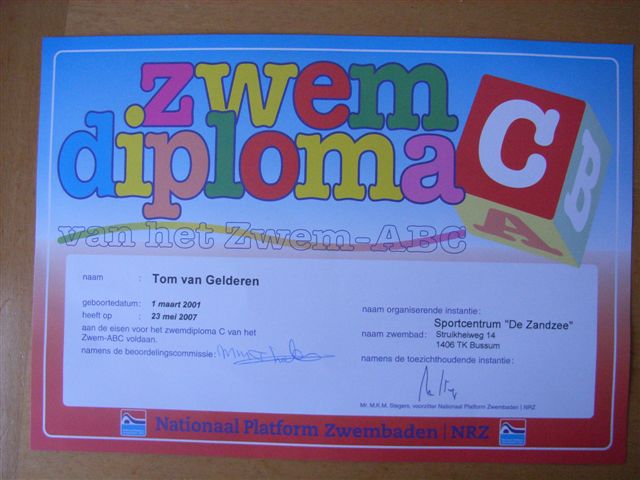 zwem
diploma
C
B
A
van het Zwem-ABC
naam : Tom van Gelderen
geboortedatum: 1 maart 2001
heeft op : 23 mei 2007
aan de eisen voor het zwemdiploma C van het
Zwem-ABC voldaan.
namens de beoordelingscommissie:
naam organiserende instantie:
Sportcentrum "De Zandzee"
naam zwembad: Struikheiweg 14
1406 TK Bussum
namens de toezichthoudende instantie:
Mr. M.R.M. Stegers, voorzitter Nationaal Platform Zwembaden | NRZ
Nationaal Platform Zwembaden | NRZ